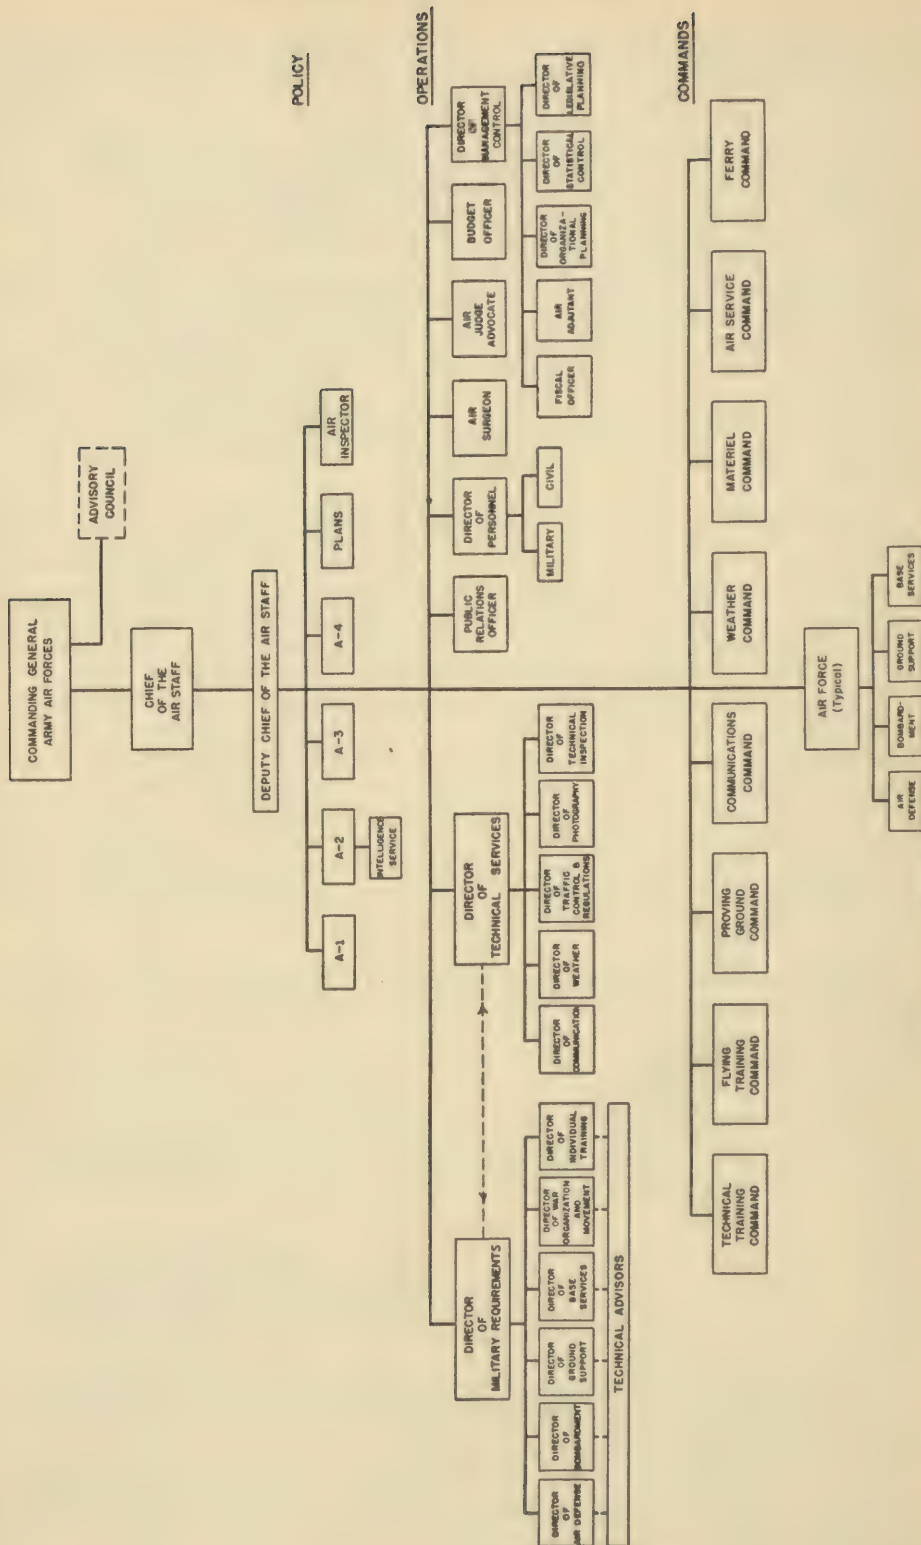 COMMANDING GENERAL
ARMY AIR FORCES
ADVISORY
COUNCIL
CHIEF
OF THE
AIR STAFF
DEPUTY CHIEF OF THE AIR STAFF
POLICY
A-1
A-2
INTELLIGENCE
SERVICE
A-3
A-4
PLANS
AIR
INSPECTOR
OPERATIONS
DIRECTOR
OF
MILITARY REQUIREMENTS
DIRECTOR
OF
TECHNICAL SERVICES
PUBLIC
RELATIONS
OFFICER
DIRECTOR
OF
PERSONNEL
AIR
SURGEON
AIR
JUDGE
ADVOCATE
BUDGET
OFFICER
DIRECTOR
OF
MANAGEMENT
CONTROL
DIRECTOR
OF
AIR DEFENSE
DIRECTOR
OF
BOMBARDMENT
DIRECTOR
OF
GROUND
SUPPORT
DIRECTOR
OF
BASE
SERVICES
DIRECTOR
OF WAR
ORGANIZATION
AND
MOVEMENT
DIRECTOR
OF
INDIVIDUAL
TRAINING
TECHNICAL ADVISORS
DIRECTOR
OF
COMMUNICATION
DIRECTOR
OF
WEATHER
DIRECTOR
OF
TRAFFIC
CONTROL &
REGULATIONS
DIRECTOR
OF
PHOTOGRAPHY
DIRECTOR
OF
TECHNICAL
INSPECTION
MILITARY
CIVIL
FISCAL
OFFICER
AIR
ADJUTANT
DIRECTOR
OF
ORGANIZA-
TIONAL
PLANNING
DIRECTOR
OF
STATISTICAL
CONTROL
DIRECTOR
OF
LEGISLATIVE
PLANNING
COMMANDS
TECHNICAL
TRAINING
COMMAND
FLYING
TRAINING
COMMAND
PROVING
GROUND
COMMAND
COMMUNICATIONS
COMMAND
WEATHER
COMMAND
MATERIEL
COMMAND
AIR SERVICE
COMMAND
FERRY
COMMAND
AIR FORCE
(Typical)
AIR
DEFENSE
BOMBARD-
MENT
GROUND
SUPPORT
BASE
SERVICES